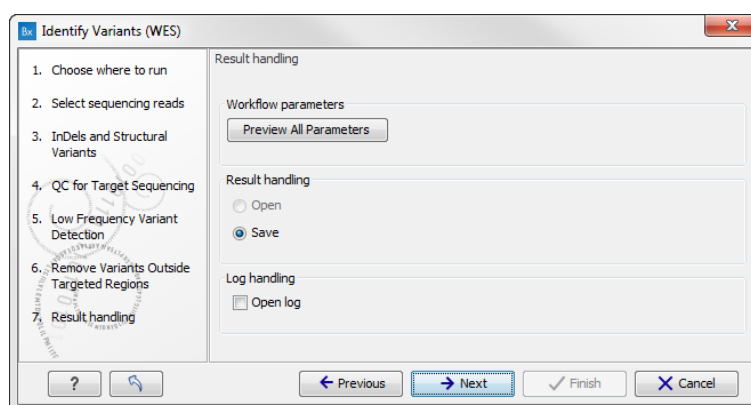 Bx Identify Variants (WES)
1. Choose where to run
2. Select sequencing reads
3. InDels and Structural
Variants
4. QC for Target Sequencing
5. Low Frequency Variant
Detection
6. Remove Variants Outside
Targeted Regions
7. Result handling
Result handling
Workflow parameters
Preview All Parameters
Result handling
Open
Save
Log handling
Open log
?
Previous
Next
Finish
Cancel